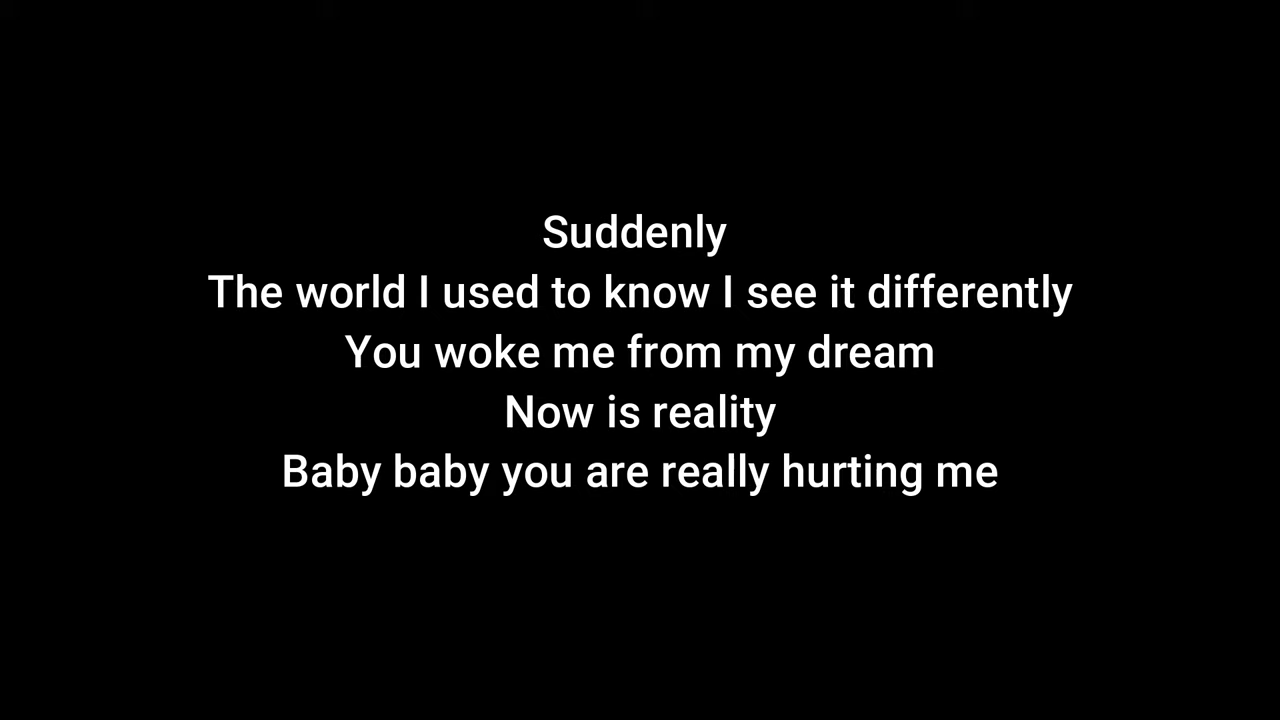 Suddenly
The world I used to know I see it differently
You woke me from my dream
Now is reality
Baby baby you are really hurting me